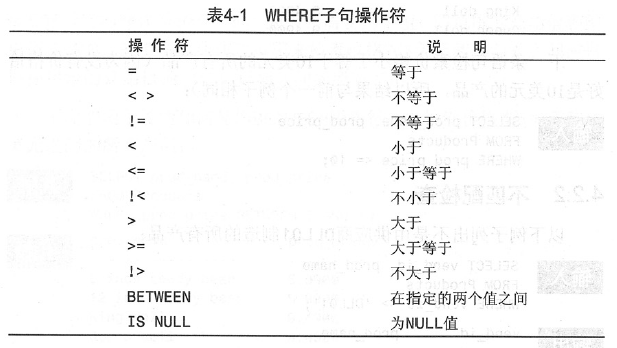 表4-1 WHERE子句操作符
操作符 说明
= 等于
< > 不等于
!= 不等于
< 小于
<= 小于等于
!< 不小于
> 大于
>= 大于等于
!> 不大于
BETWEEN 在指定的两个值之间
IS NULL 为NULL值